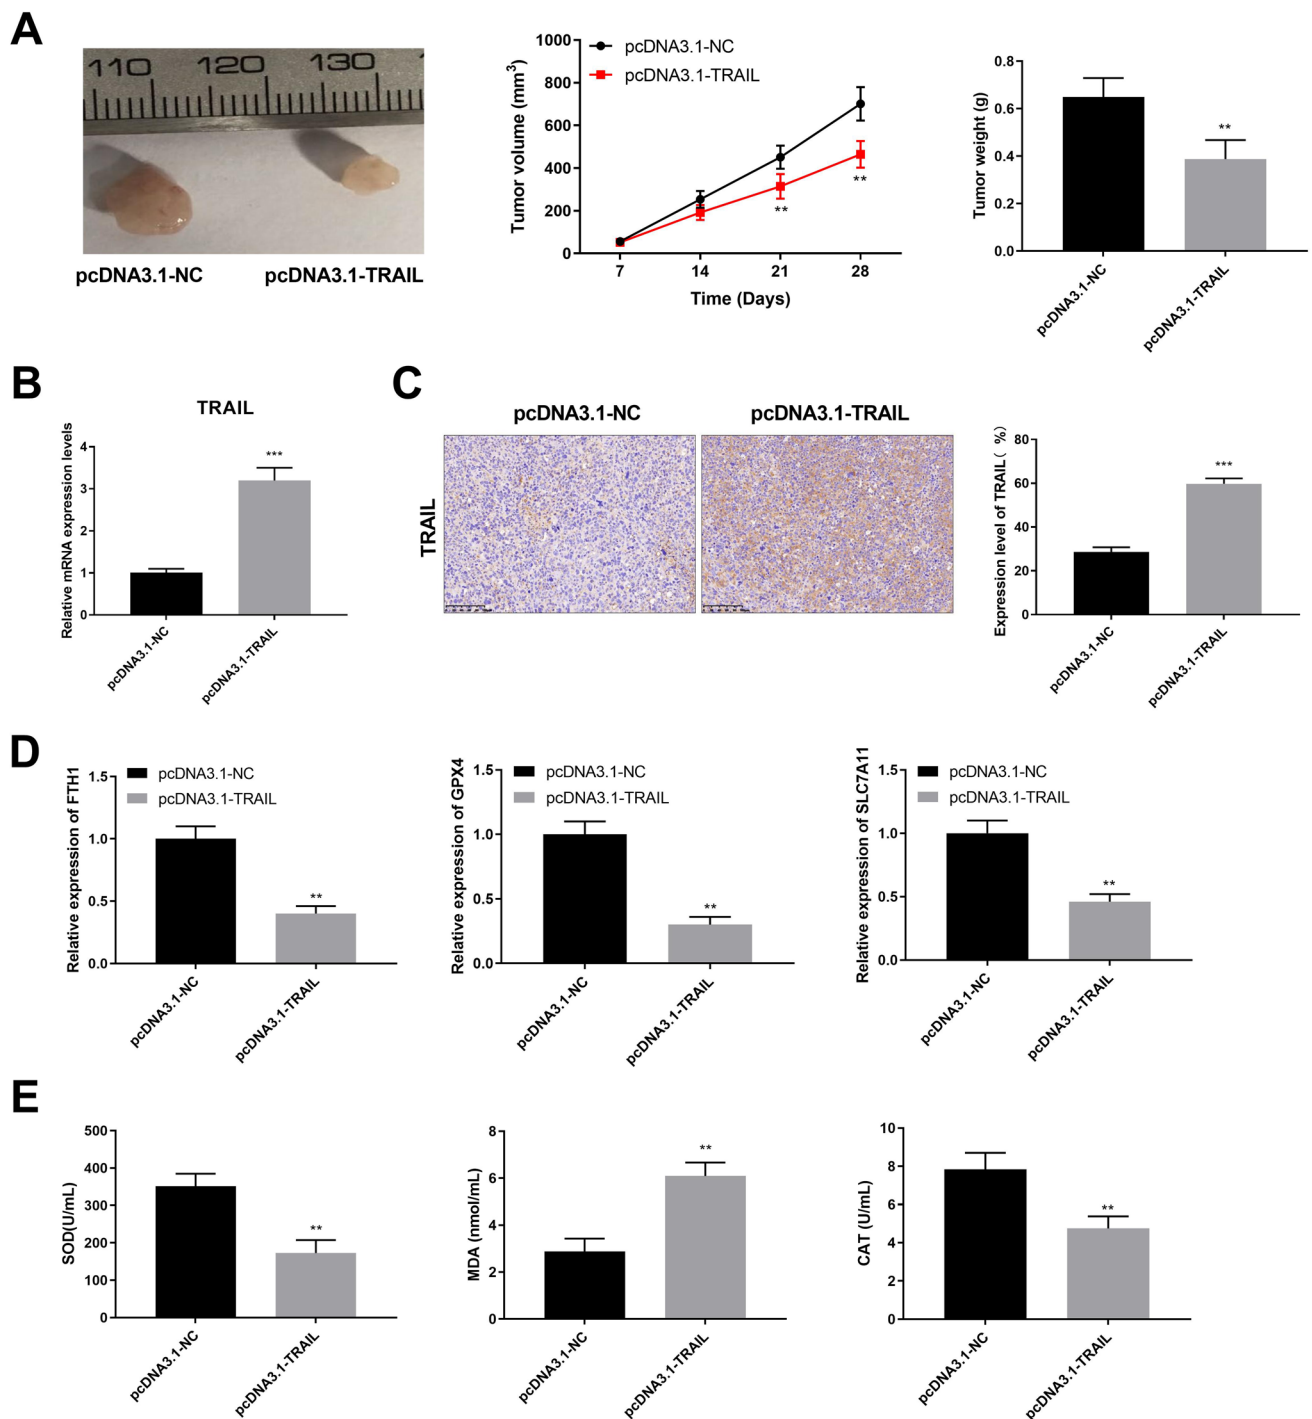 A
110 120 130
pcDNA3.1-NC
pcDNA3.1-TRAIL
Tumor volume (mm³)
1000
800
600
400
200
0
pcDNA3.1-NC
pcDNA3.1-TRAIL
**
**
7 14 21 28
Time (Days)
Tumor weight (g)
0.8
0.6
0.4
0.2
0.0
**
pcDNA3.1-NC
pcDNA3.1-TRAIL
B
TRAIL
Relative mRNA expression levels
4
3
2
1
0
***
pcDNA3.1-NC
pcDNA3.1-TRAIL
C
pcDNA3.1-NC
pcDNA3.1-TRAIL
TRAIL
Expression level of TRAIL( %)
80
60
40
20
0
***
pcDNA3.1-NC
pcDNA3.1-TRAIL
D
Relative expression of FTH1
1.5
1.0
0.5
0.0
pcDNA3.1-NC
pcDNA3.1-TRAIL
**
pcDNA3.1-NC
pcDNA3.1-TRAIL
Relative expression of GPX4
1.5
1.0
0.5
0.0
pcDNA3.1-NC
pcDNA3.1-TRAIL
**
pcDNA3.1-NC
pcDNA3.1-TRAIL
Relative expression of SLC7A11
1.5
1.0
0.5
0.0
pcDNA3.1-NC
pcDNA3.1-TRAIL
**
pcDNA3.1-NC
pcDNA3.1-TRAIL
E
SOD(U/mL)
500
400
300
200
100
0
**
pcDNA3.1-NC
pcDNA3.1-TRAIL
MDA (nmol/mL)
8
6
4
2
0
**
pcDNA3.1-NC
pcDNA3.1-TRAIL
CAT (U/mL)
10
8
6
4
2
0
**
pcDNA3.1-NC
pcDNA3.1-TRAIL